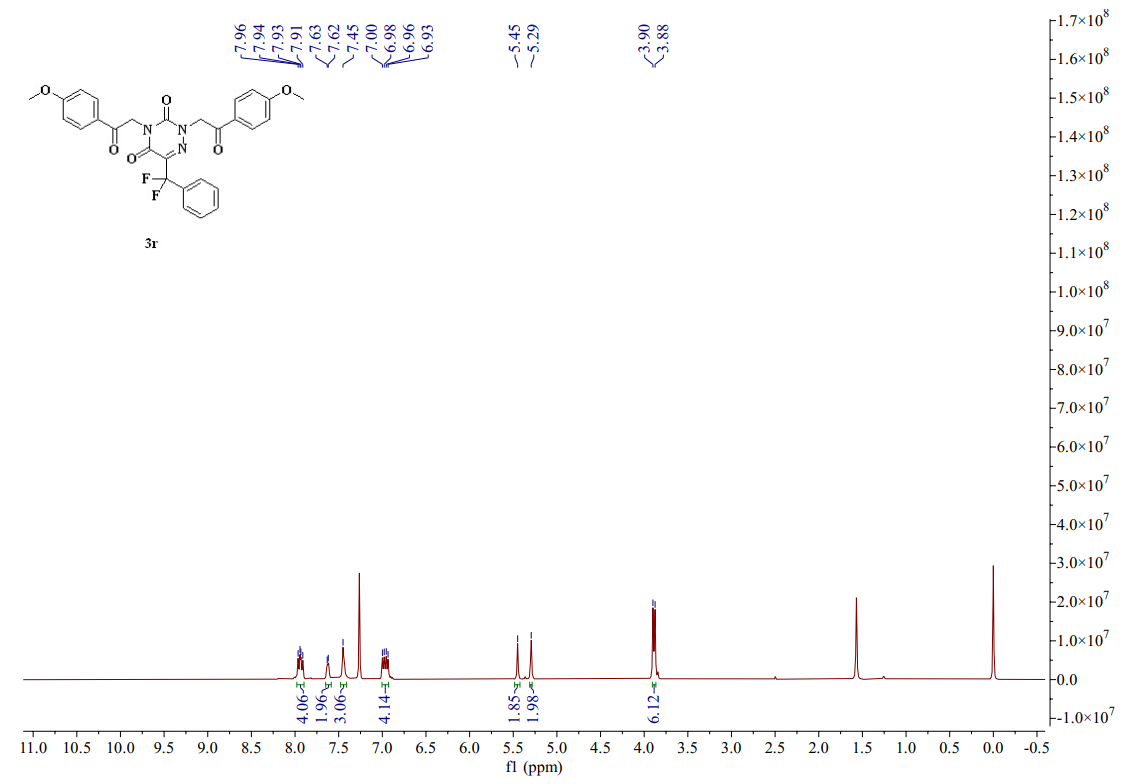 7.96
7.94
7.93
7.91
7.63
7.62
7.45
7.00
6.98
6.96
6.93
5.45
5.29
3.90
3.88
O
O
O
N
N
O
O
N
O
F
F
3r
1.7×10⁸
1.6×10⁸
1.5×10⁸
1.4×10⁸
1.3×10⁸
1.2×10⁸
1.1×10⁸
1.0×10⁸
9.0×10⁷
8.0×10⁷
7.0×10⁷
6.0×10⁷
5.0×10⁷
4.0×10⁷
3.0×10⁷
2.0×10⁷
1.0×10⁷
0.0
-1.0×10⁷
4.06
1.96
3.06
4.14
1.85
1.98
6.12
11.0 10.5 10.0 9.5 9.0 8.5 8.0 7.5 7.0 6.5 6.0 5.5 5.0 4.5 4.0 3.5 3.0 2.5 2.0 1.5 1.0 0.5 0.0 -0.5
f1 (ppm)